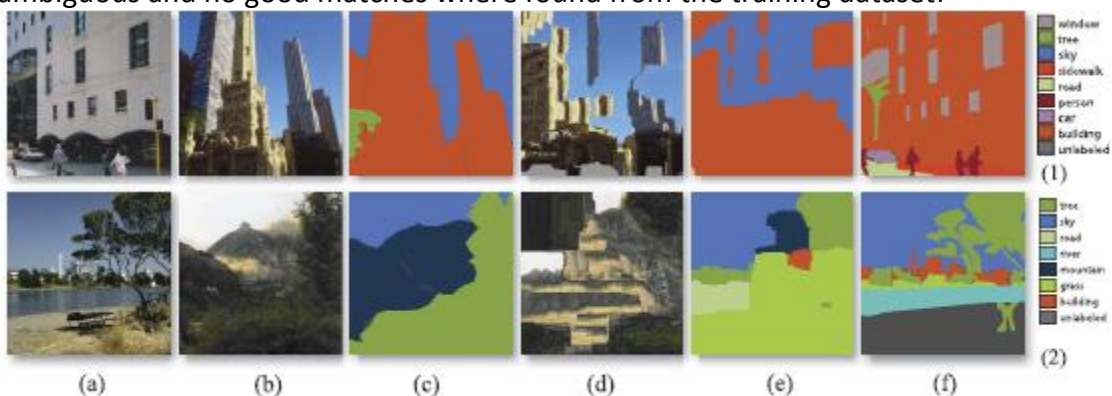 ambiguous and no good matches where found from the training dataset.
window
tree
sky
sidewalk
road
person
car
building
unlabeled
(1)
tree
sky
road
river
mountain
grass
building
unlabeled
(2)
(a) (b) (c) (d) (e) (f)